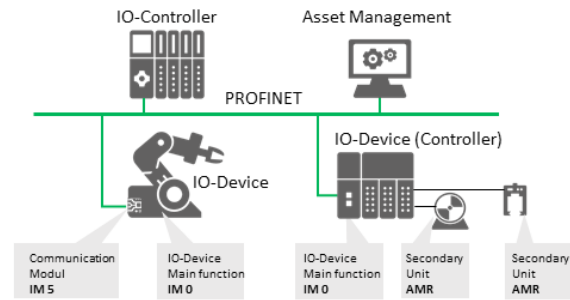 IO-Controller
Asset Management
PROFINET
IO-Device (Controller)
IO-Device
Communication
Modul
IM 5
IO-Device
Main function
IM 0
IO-Device
Main function
IM 0
Secondary
Unit
AMR
Secondary
Unit
AMR